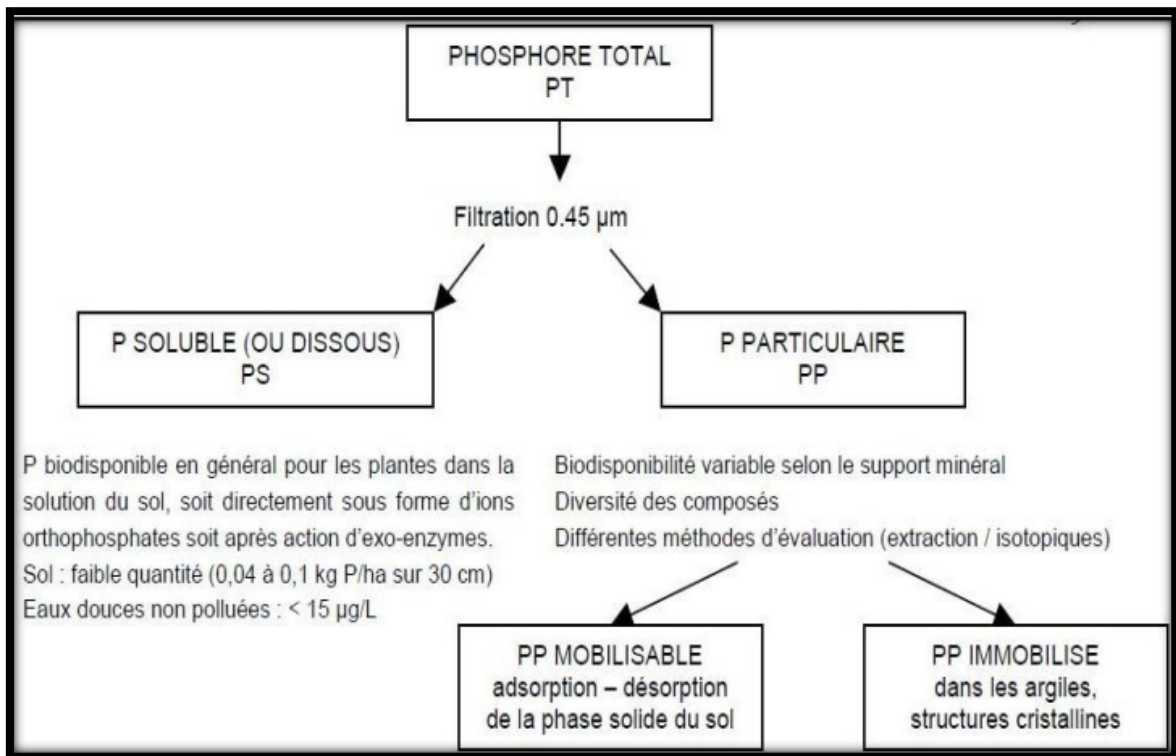 PHOSPHORE TOTAL
PT
Filtration 0.45 µm
P SOLUBLE (OU DISSOUS)
PS
P PARTICULAIRE
PP
P biodisponible en général pour les plantes dans la
solution du sol, soit directement sous forme d'ions
orthophosphates soit après action d'exo-enzymes.
Sol : faible quantité (0,04 à 0,1 kg P/ha sur 30 cm)
Eaux douces non polluées : < 15 µg/L
Biodisponibilité variable selon le support minéral
Diversité des composés
Différentes méthodes d'évaluation (extraction / isotopiques)
PP MOBILISABLE
adsorption – désorption
de la phase solide du sol
PP IMMOBILISE
dans les argiles,
structures cristallines